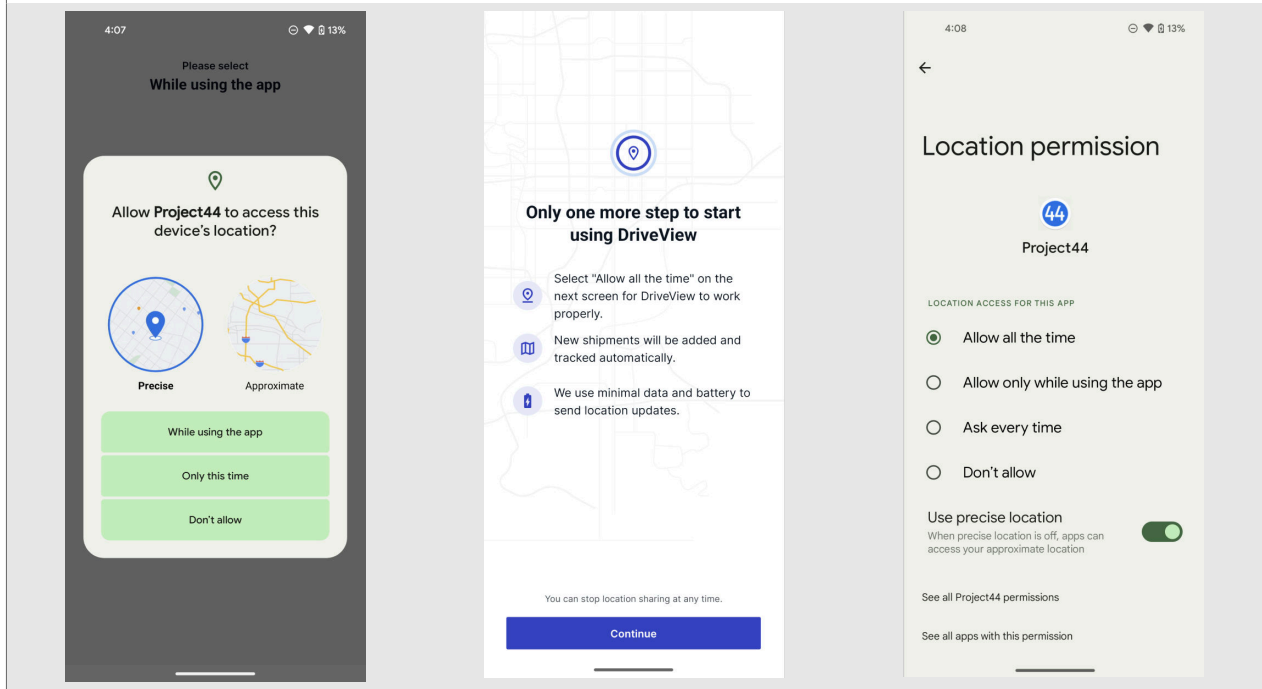 4:07
13%
Please select
While using the app
Allow Project44 to access this
device's location?
Precise
Approximate
While using the app
Only this time
Don't allow
Only one more step to start
using DriveView
Select "Allow all the time" on the
next screen for DriveView to work
properly.
New shipments will be added and
tracked automatically.
We use minimal data and battery to
send location updates.
You can stop location sharing at any time.
Continue
4:08
13%
Location permission
44
Project44
LOCATION ACCESS FOR THIS APP
Allow all the time
Allow only while using the app
Ask every time
Don't allow
Use precise location
When precise location is off, apps can
access your approximate location
See all Project44 permissions
See all apps with this permission